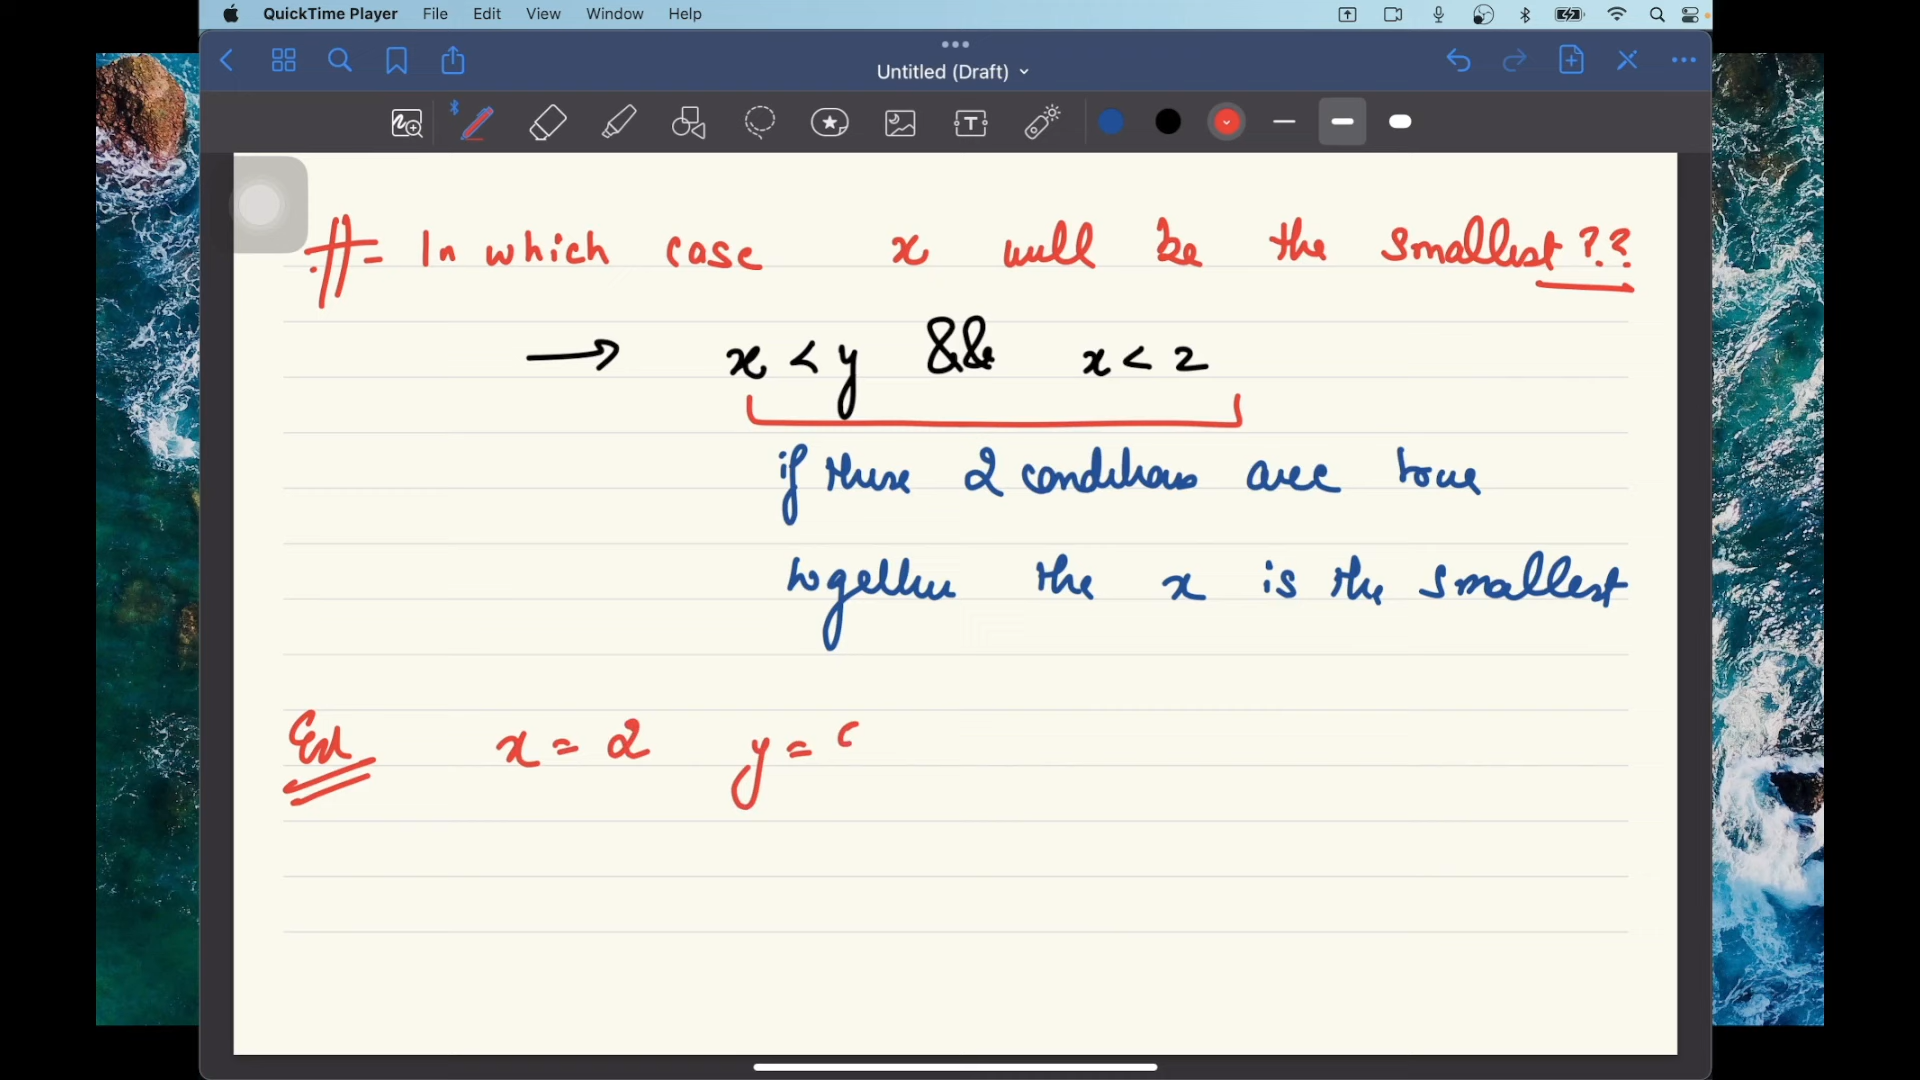 QuickTime Player File Edit View Window Help
Untitled (Draft)
# In which case x will be the smallest ??
→ x < y && x < z
if these 2 conditions are true
together the x is the smallest
Ex x = 2 y =